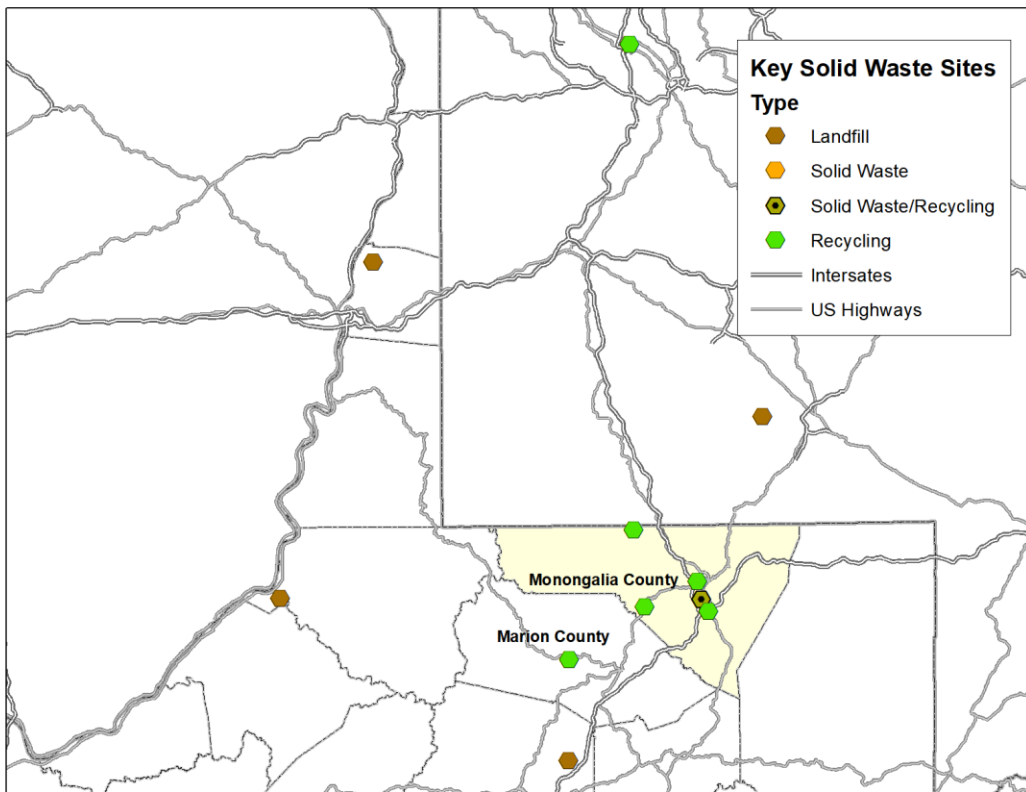 Key Solid Waste Sites
Type
Landfill
Solid Waste
Solid Waste/Recycling
Recycling
Intersates
US Highways
Monongalia County
Marion County